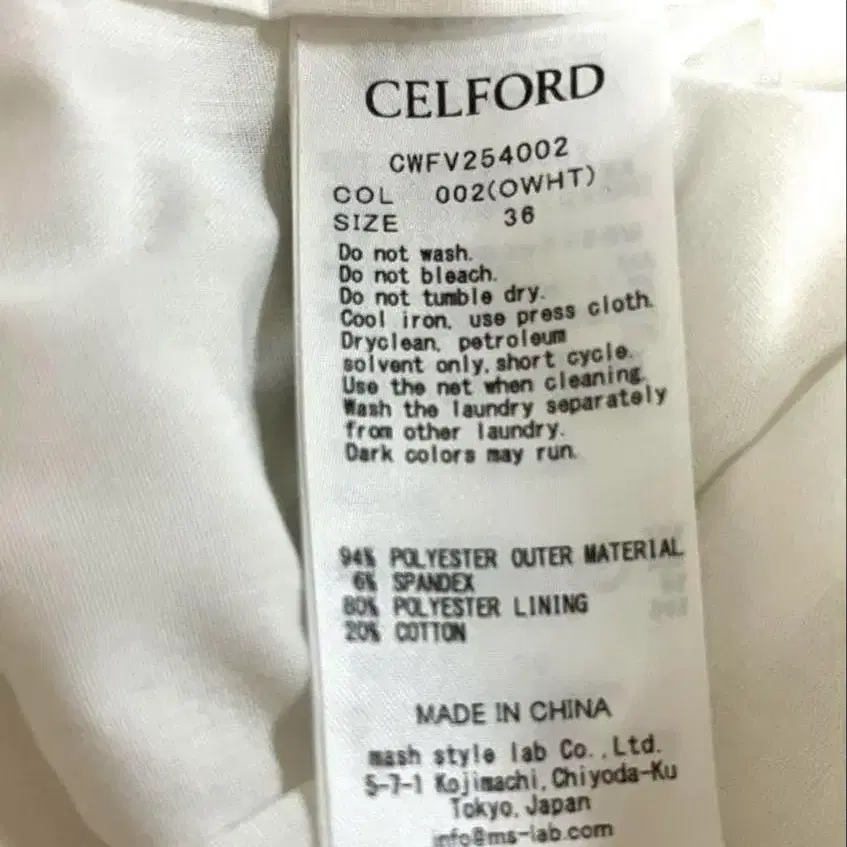 CELFORD
CWFV254002
COL 002(OWHT)
SIZE 36
Do not wash.
Do not bleach.
Do not tumble dry.
Cool iron, use press cloth.
Dryclean, petroleum
solvent only, short cycle.
Use the net when cleaning.
Wash the laundry separately
from other laundry.
Dark colors may run.
94% POLYESTER OUTER MATERIAL
6% SPANDEX
80% POLYESTER LINING
20% COTTON
MADE IN CHINA
mash style lab Co.,Ltd.
5-7-1 Kojimachi, Chiyoda-Ku
Tokyo, Japan
info@ms-lab.com